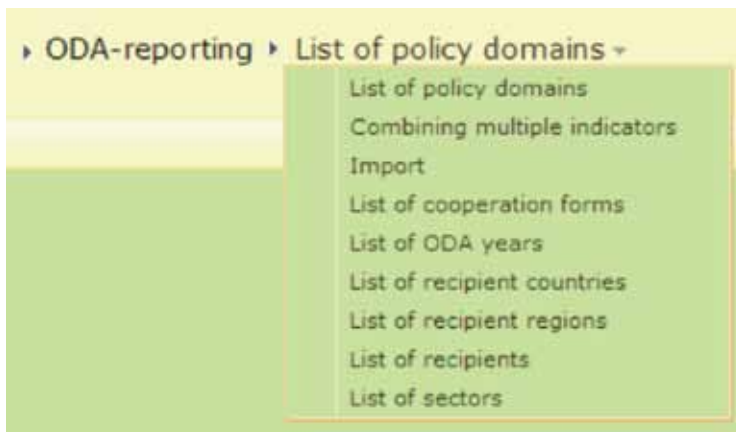 ODA-reporting List of policy domains
List of policy domains
Combining multiple indicators
Import
List of cooperation forms
List of ODA years
List of recipient countries
List of recipient regions
List of recipients
List of sectors